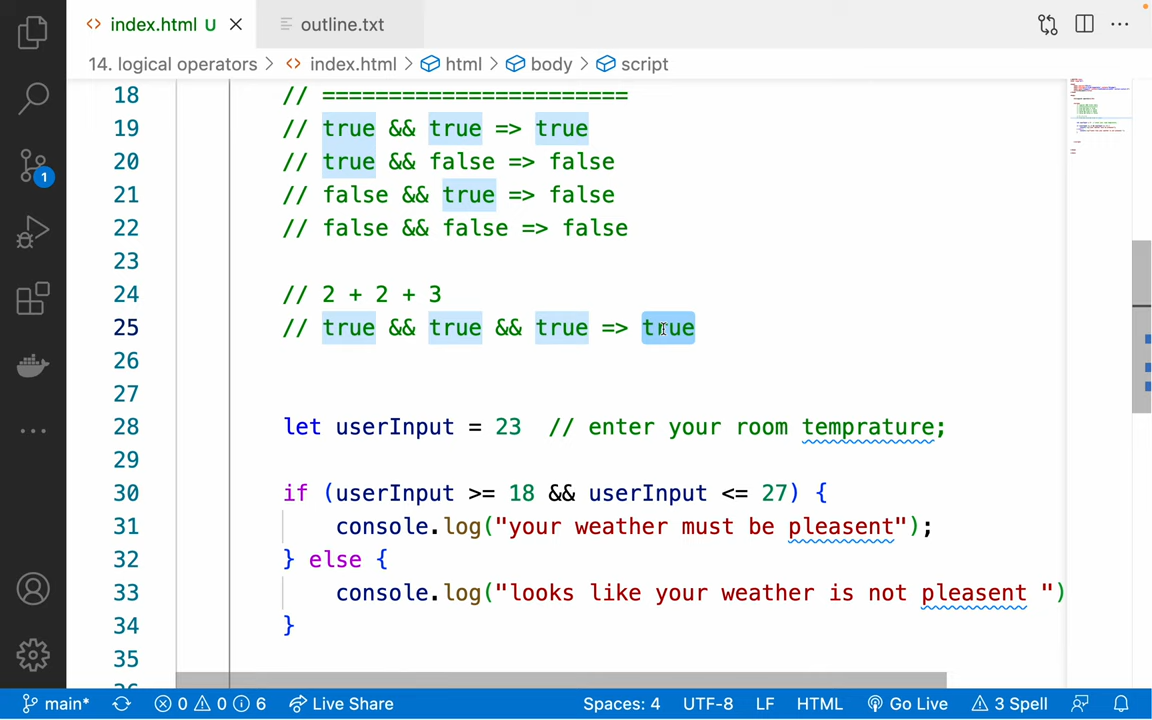 index.html U
outline.txt
14. logical operators > index.html > html > body > script
18 // =======================
19 // true && true => true
20 // true && false => false
21 // false && true => false
22 // false && false => false
23
24 // 2 + 2 + 3
25 // true && true && true => true
26
27
28 let userInput = 23 // enter your room temprature;
29
30 if (userInput >= 18 && userInput <= 27) {
31 console.log("your weather must be pleasent");
32 } else {
33 console.log("looks like your weather is not pleasent ")
34 }
35
1
main* 0 0 6 Live Share Spaces: 4 UTF-8 LF HTML Go Live 3 Spell